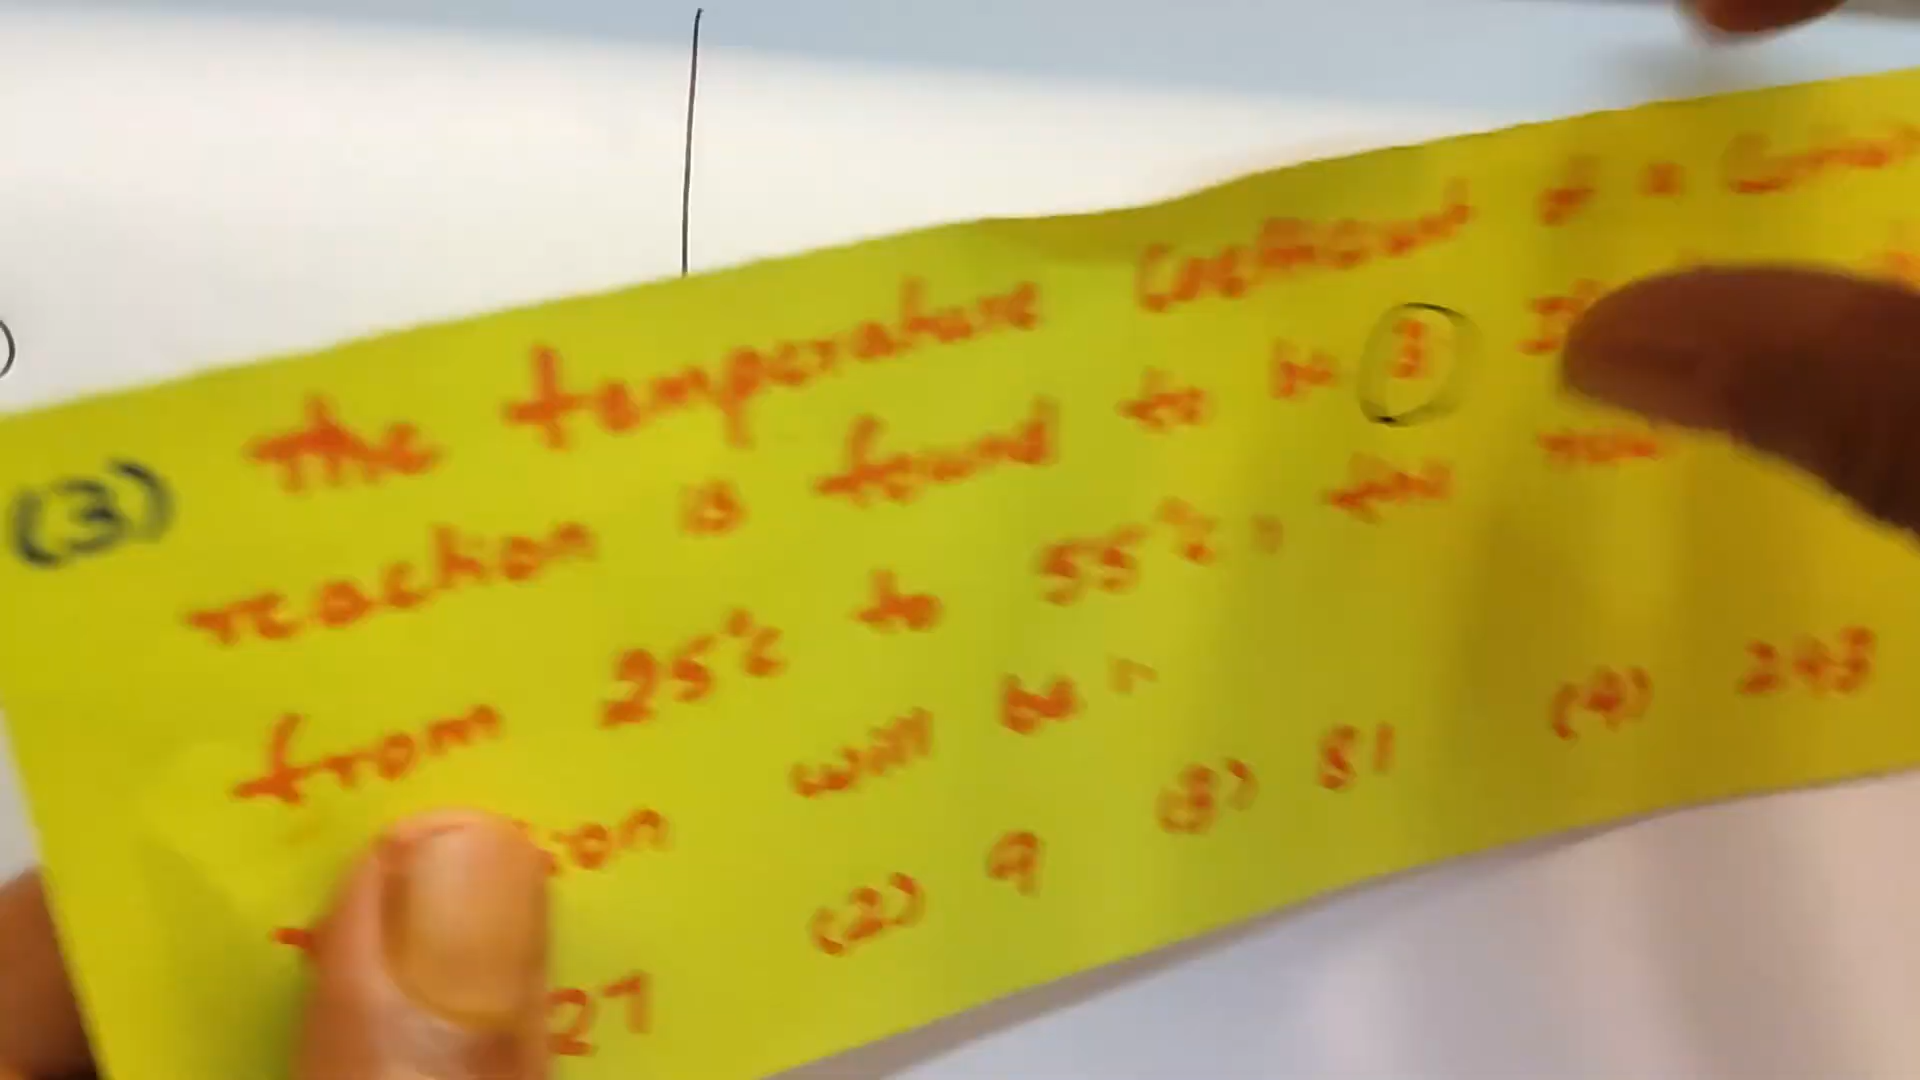 (3) The temperature Coefficient of a
reaction is found to be 3
from 25°C to 55°C, the
will be -
27 (2) 9 (3) 81 (4) 243